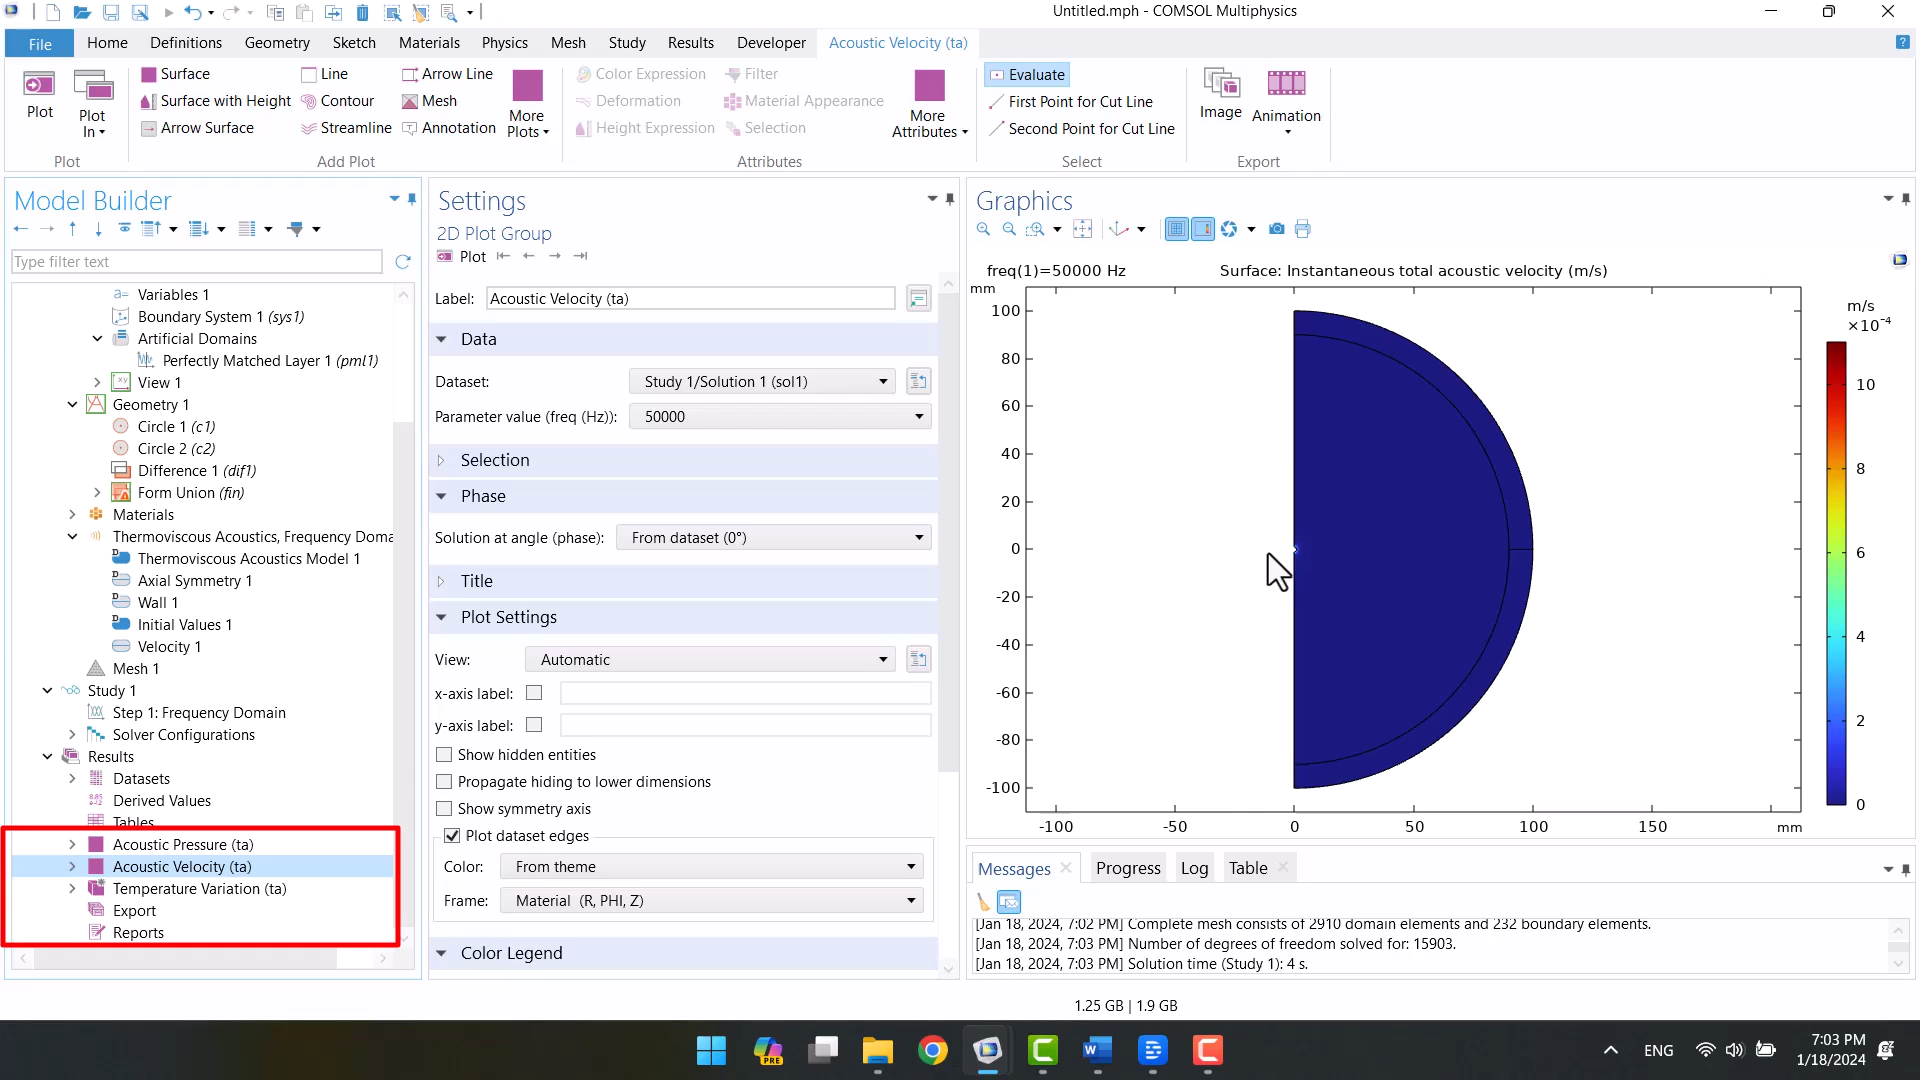 Untitled.mph - COMSOL Multiphysics
File Home Definitions Geometry Sketch Materials Physics Mesh Study Results Developer Acoustic Velocity (ta)
Plot
Plot In
Plot
Surface
Surface with Height
Arrow Surface
Line
Contour
Streamline
Arrow Line
Mesh
Annotation
More Plots
Add Plot
Color Expression
Deformation
Height Expression
Filter
Material Appearance
Selection
More Attributes
Attributes
Evaluate
First Point for Cut Line
Second Point for Cut Line
Select
Image
Animation
Export
Model Builder
Type filter text
Variables 1
Boundary System 1 (sys1)
Artificial Domains
Perfectly Matched Layer 1 (pml1)
View 1
Geometry 1
Circle 1 (c1)
Circle 2 (c2)
Difference 1 (dif1)
Form Union (fin)
Materials
Thermoviscous Acoustics, Frequency Doma
Thermoviscous Acoustics Model 1
Axial Symmetry 1
Wall 1
Initial Values 1
Velocity 1
Mesh 1
Study 1
Step 1: Frequency Domain
Solver Configurations
Results
Datasets
Derived Values
Tables
Acoustic Pressure (ta)
Acoustic Velocity (ta)
Temperature Variation (ta)
Export
Reports
Settings
2D Plot Group
Plot
Label: Acoustic Velocity (ta)
Data
Dataset: Study 1/Solution 1 (sol1)
Parameter value (freq (Hz)): 50000
Selection
Phase
Solution at angle (phase): From dataset (0°)
Title
Plot Settings
View: Automatic
x-axis label:
y-axis label:
Show hidden entities
Propagate hiding to lower dimensions
Show symmetry axis
Plot dataset edges
Color: From theme
Frame: Material (R, PHI, Z)
Color Legend
Graphics
freq(1)=50000 Hz Surface: Instantaneous total acoustic velocity (m/s)
mm
100
80
60
40
20
0
-20
-40
-60
-80
-100
-100 -50 0 50 100 150 mm
m/s
×10⁻⁴
10
8
6
4
2
0
Messages Progress Log Table
[Jan 18, 2024, 7:02 PM] Complete mesh consists of 2910 domain elements and 232 boundary elements.
[Jan 18, 2024, 7:03 PM] Number of degrees of freedom solved for: 15903.
[Jan 18, 2024, 7:03 PM] Solution time (Study 1): 4 s.
1.25 GB | 1.9 GB
PRE
ENG
7:03 PM
1/18/2024